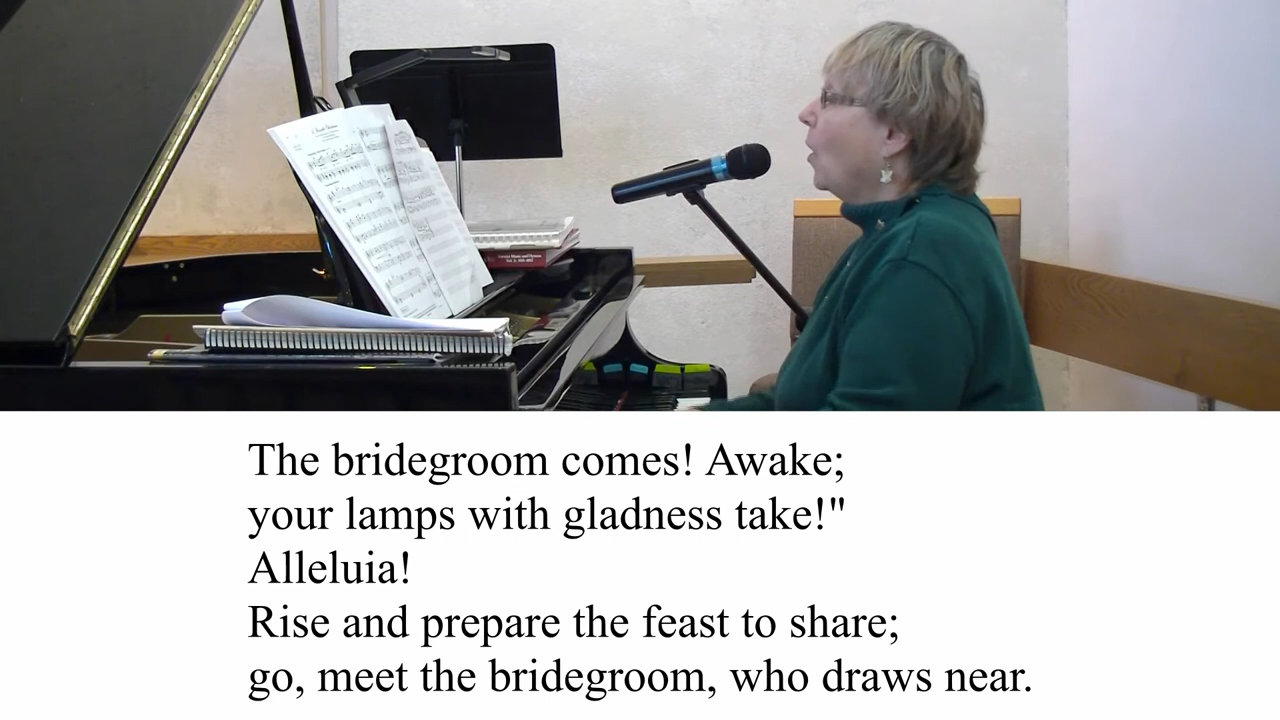 The bridegroom comes! Awake;
your lamps with gladness take!"
Alleluia!
Rise and prepare the feast to share;
go, meet the bridegroom, who draws near.